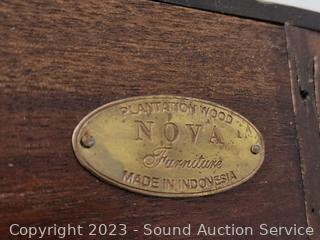 PLANTATION WOOD
NOVA
Furniture
MADE IN INDONESIA
Copyright 2023 - Sound Auction Service